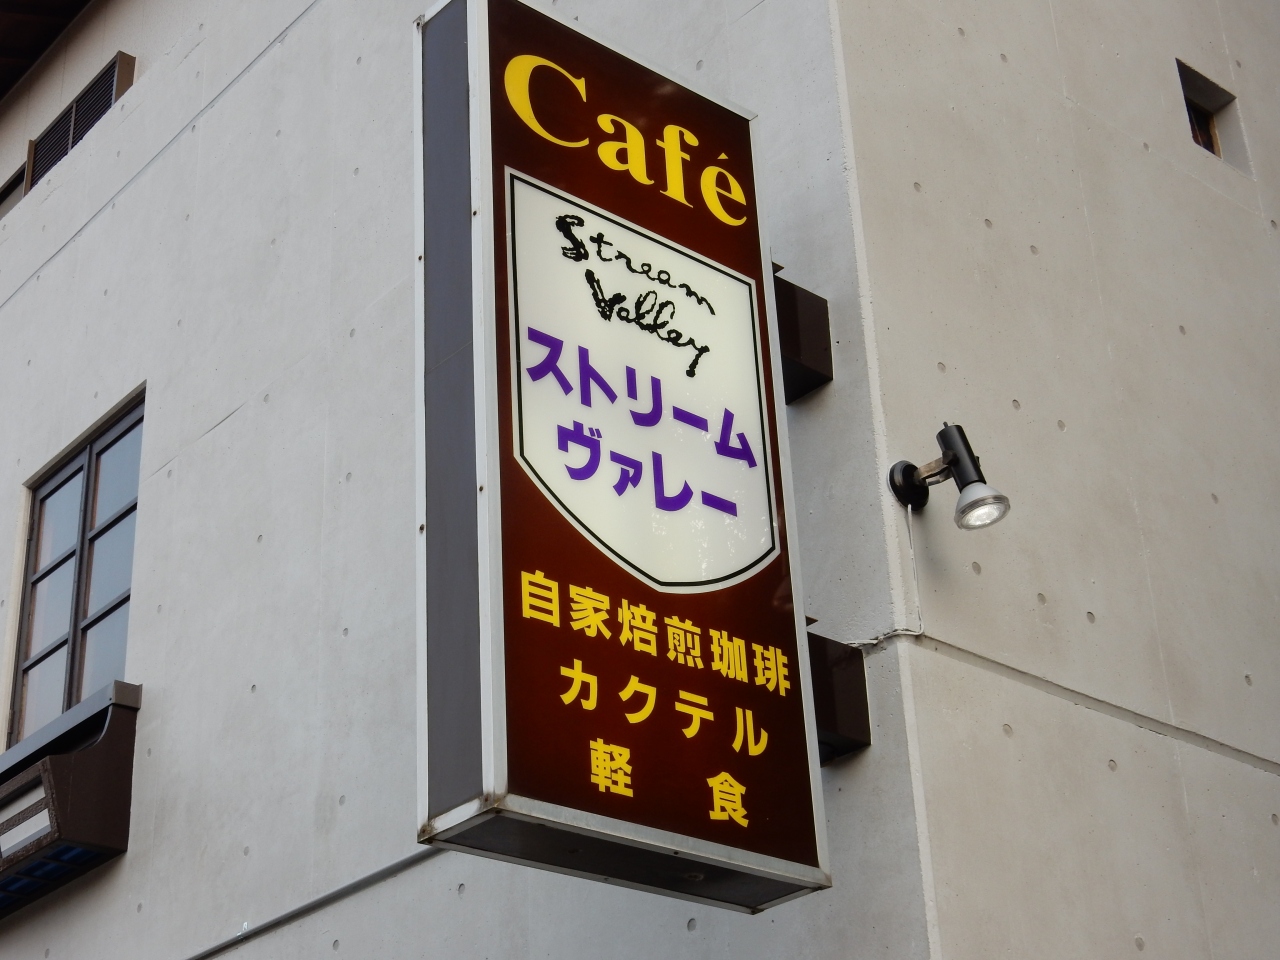 Café
Stream
Valley
ストリーム
ヴァレー
自家焙煎珈琲
カクテル
軽食